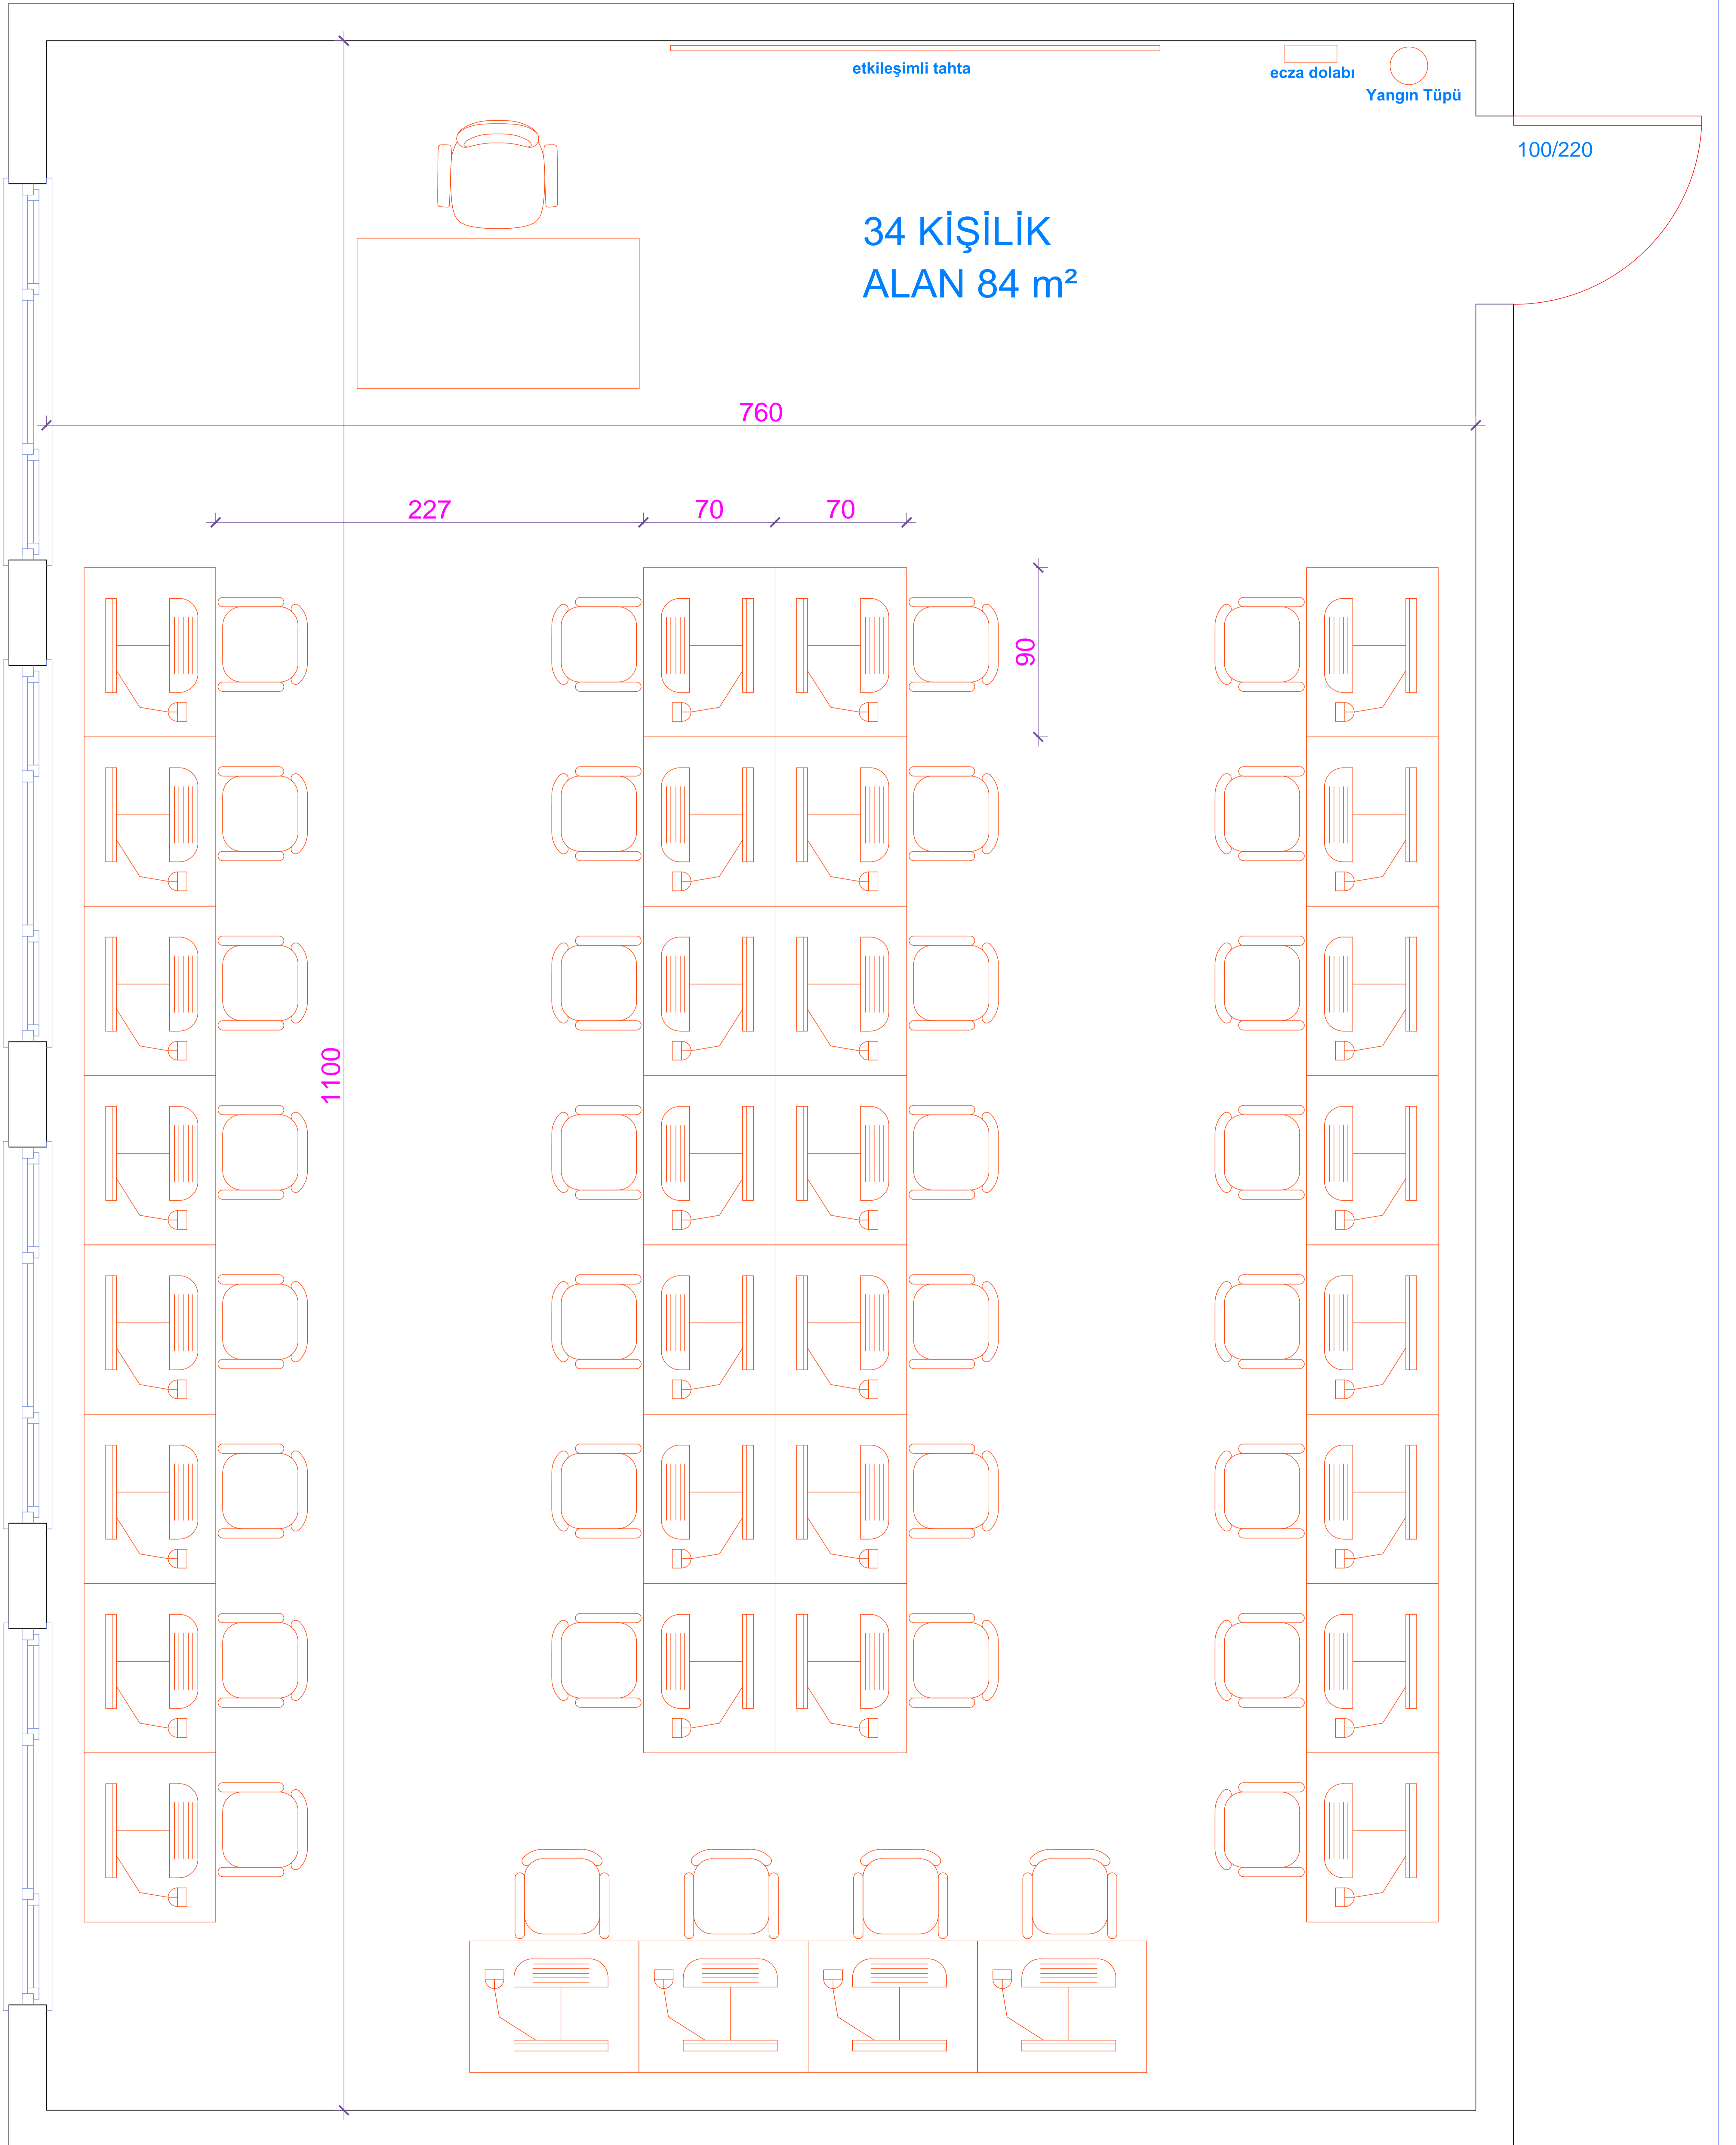 etkileşimli tahta
ecza dolabı
Yangın Tüpü
100/220
34 KİŞİLİK
ALAN 84 m²
760
227
70
70
90
1100